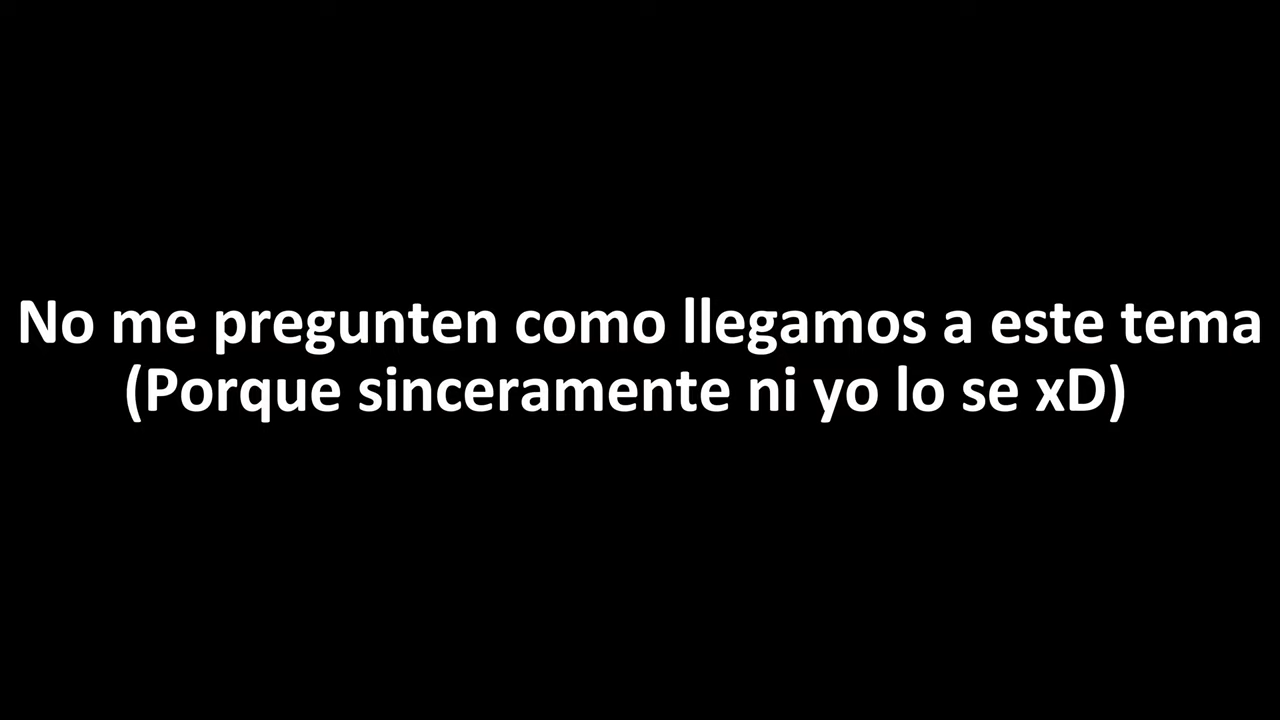 No me pregunten como llegamos a este tema
(Porque sinceramente ni yo lo se xD)